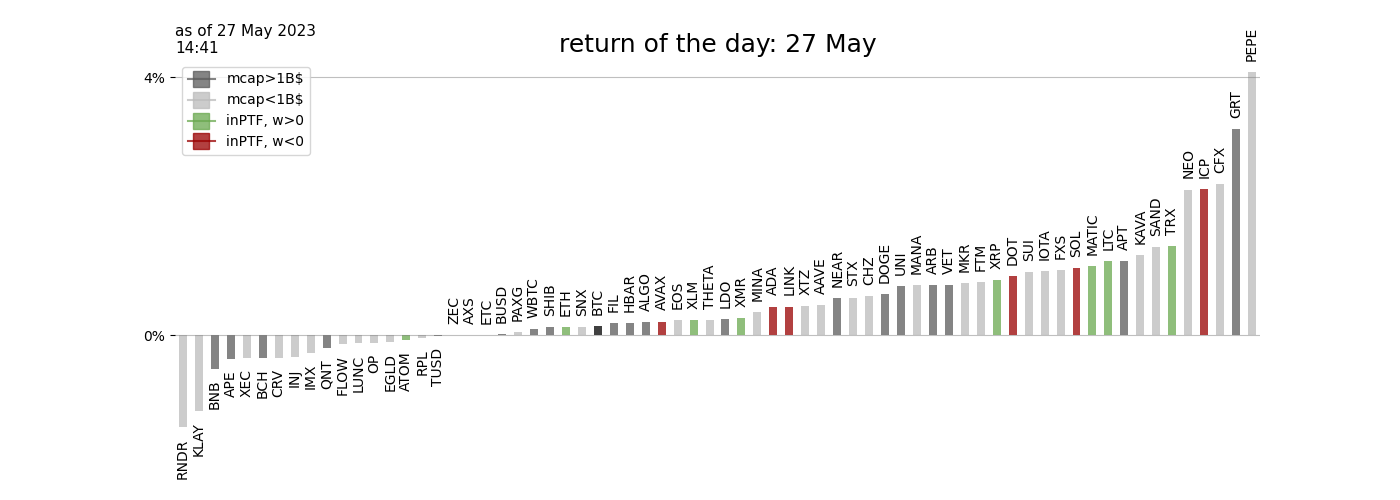 as of 27 May 2023
14:41
return of the day: 27 May
4%
0%
mcap>1B$
mcap<1B$
inPTF, w>0
inPTF, w<0
RNDR
KLAY
BNB
APE
XEC
BCH
CRV
INJ
IMX
QNT
FLOW
LUNC
OP
EGLD
ATOM
RPL
TUSD
ZEC
AXS
ETC
BUSD
PAXG
WBTC
SHIB
ETH
SNX
BTC
FIL
HBAR
ALGO
AVAX
EOS
XLM
THETA
LDO
XMR
MINA
ADA
LINK
XTZ
AAVE
NEAR
STX
CHZ
DOGE
UNI
MANA
ARB
VET
MKR
FTM
XRP
DOT
SUI
IOTA
FXS
SOL
MATIC
LTC
APT
KAVA
SAND
TRX
NEO
ICP
CFX
GRT
PEPE